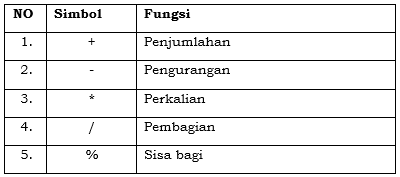 NO Simbol Fungsi
1. + Penjumlahan
2. - Pengurangan
3. * Perkalian
4. / Pembagian
5. % Sisa bagi